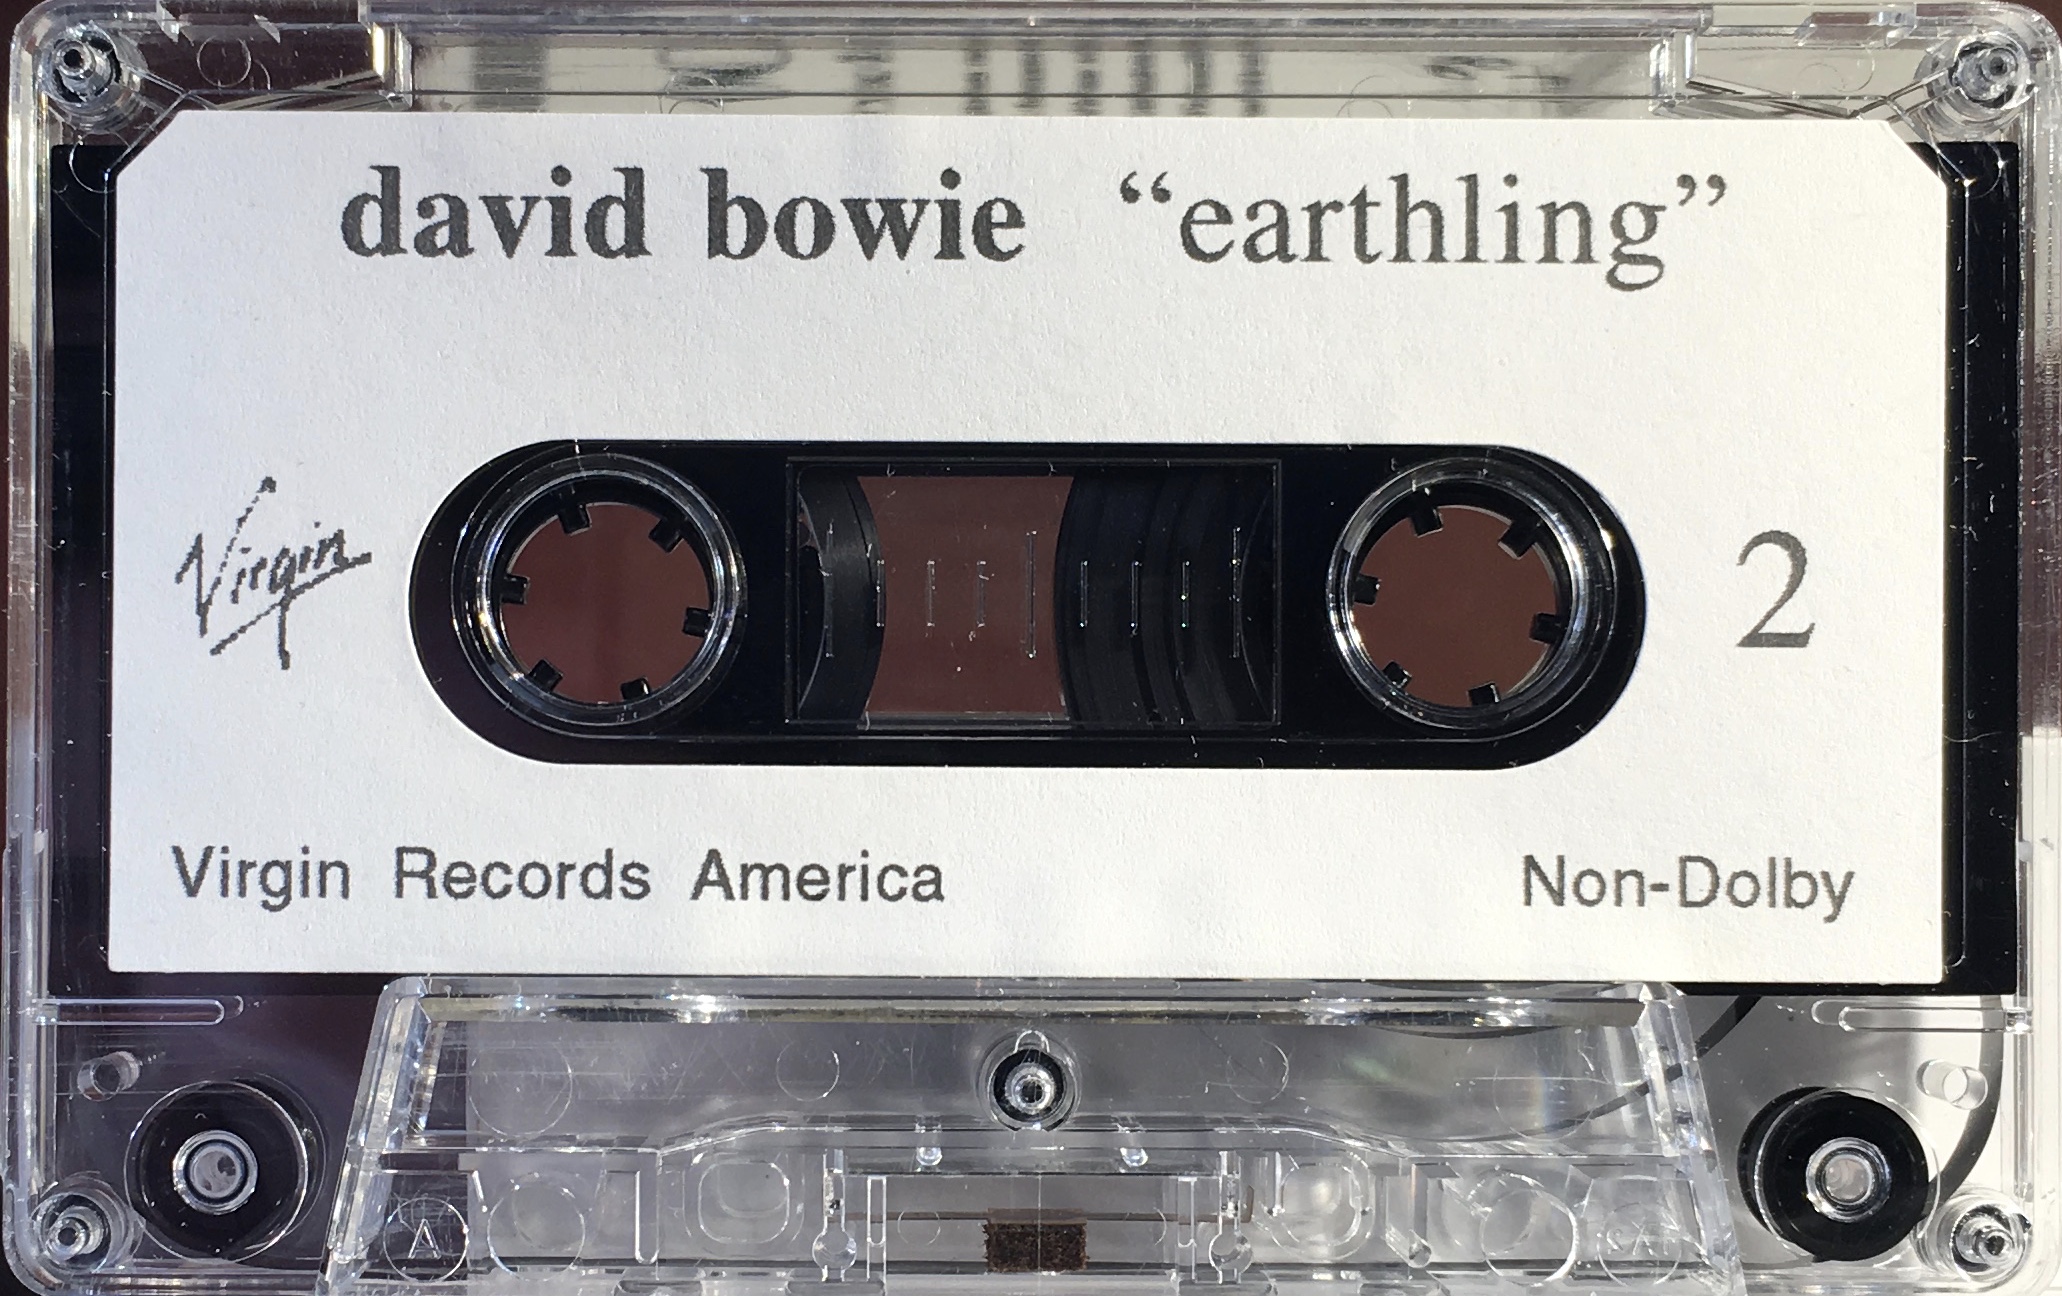 david bowie “earthling”
Virgin
2
Virgin Records America
Non-Dolby
A